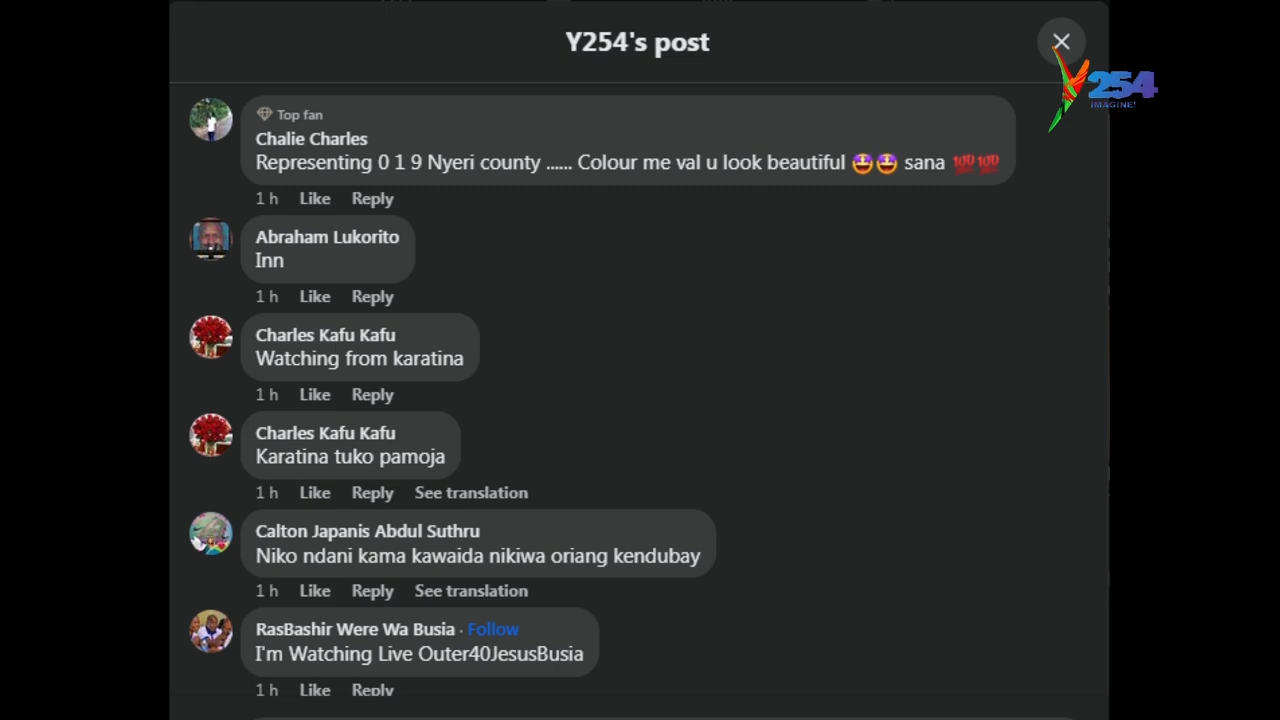 Y254's post
254
IMAGINE!
Top fan
Chalie Charles
Representing 0 1 9 Nyeri county ...... Colour me val u look beautiful 🤩🤩 sana 💯💯
1 h Like Reply
Abraham Lukorito
Inn
1 h Like Reply
Charles Kafu Kafu
Watching from karatina
1 h Like Reply
Charles Kafu Kafu
Karatina tuko pamoja
1 h Like Reply See translation
Calton Japanis Abdul Suthru
Niko ndani kama kawaida nikiwa oriang kendubay
1 h Like Reply See translation
RasBashir Were Wa Busia · Follow
I'm Watching Live Outer40JesusBusia
1 h Like Reply